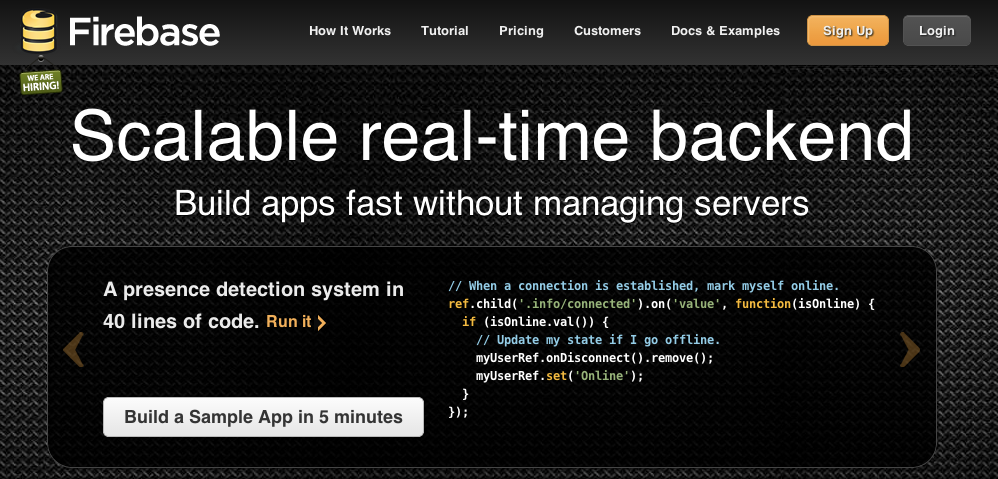 Firebase
How It Works
Tutorial
Pricing
Customers
Docs & Examples
Sign Up
Login
WE ARE
HIRING!
Scalable real-time backend
Build apps fast without managing servers
A presence detection system in
40 lines of code. Run it
Build a Sample App in 5 minutes
// When a connection is established, mark myself online.
ref.child('.info/connected').on('value', function(isOnline) {
  if (isOnline.val()) {
    // Update my state if I go offline.
    myUserRef.onDisconnect().remove();
    myUserRef.set('Online');
  }
});